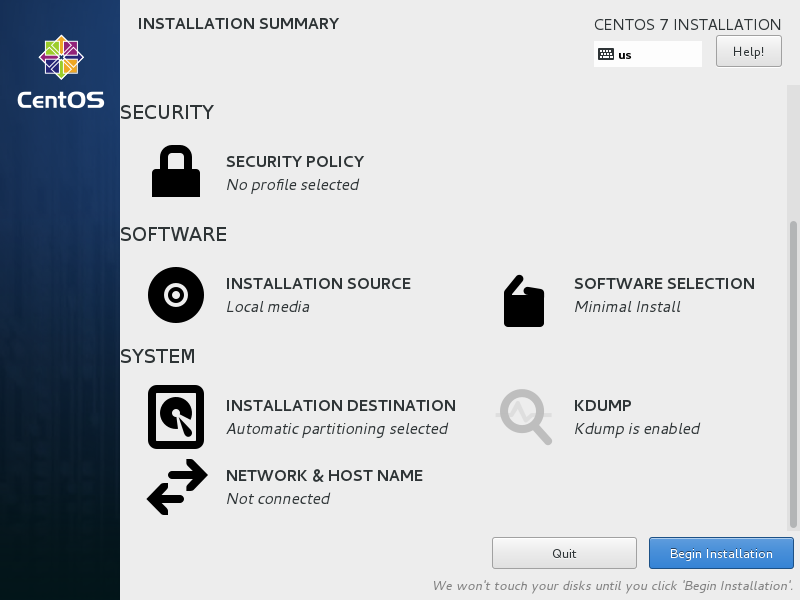 INSTALLATION SUMMARY
CENTOS 7 INSTALLATION
us
Help!
CentOS
SECURITY
SECURITY POLICY
No profile selected
SOFTWARE
INSTALLATION SOURCE
Local media
SOFTWARE SELECTION
Minimal Install
SYSTEM
INSTALLATION DESTINATION
Automatic partitioning selected
KDUMP
Kdump is enabled
NETWORK & HOST NAME
Not connected
Quit
Begin Installation
We won't touch your disks until you click 'Begin Installation'.